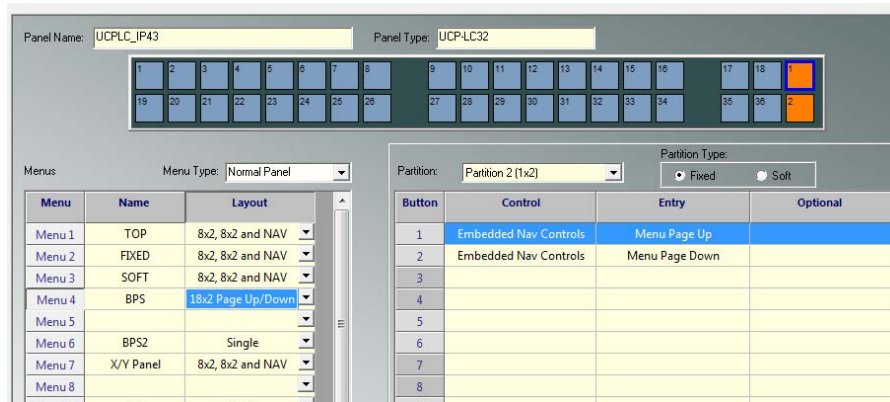 Panel Name: UCPLC_IP43 Panel Type: UCP-LC32
1 2 3 4 5 6 7 8 9 10 11 12 13 14 15 16 17 18 1
19 20 21 22 23 24 25 26 27 28 29 30 31 32 33 34 35 36 2
Partition Type:
Menus Menu Type: Normal Panel Partition: Partition 2 (1x2) Fixed Soft
Menu Name Layout Button Control Entry Optional
Menu 1 TOP 8x2, 8x2 and NAV 1 Embedded Nav Controls Menu Page Up
Menu 2 FIXED 8x2, 8x2 and NAV 2 Embedded Nav Controls Menu Page Down
Menu 3 SOFT 8x2, 8x2 and NAV 3
Menu 4 BPS 18x2 Page Up/Down 4
Menu 5 5
Menu 6 BPS2 Single 6
Menu 7 X/Y Panel 8x2, 8x2 and NAV 7
Menu 8 8